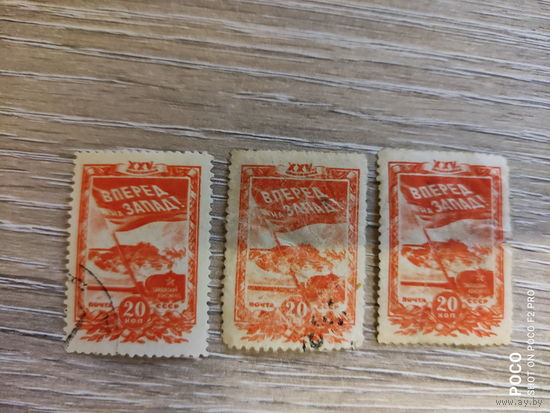 XXV
ВПЕРЕД
НА ЗАПАД!
ПОЧТА
20
КОП
СССР
XXV
ВПЕРЕД
НА ЗАПАД!
20
XXV
ВПЕРЕД
НА ЗАПАД!
ПОЧТА
20
КОП
СССР
POCO
SHOT ON POCO F2 PRO
www.ay.by